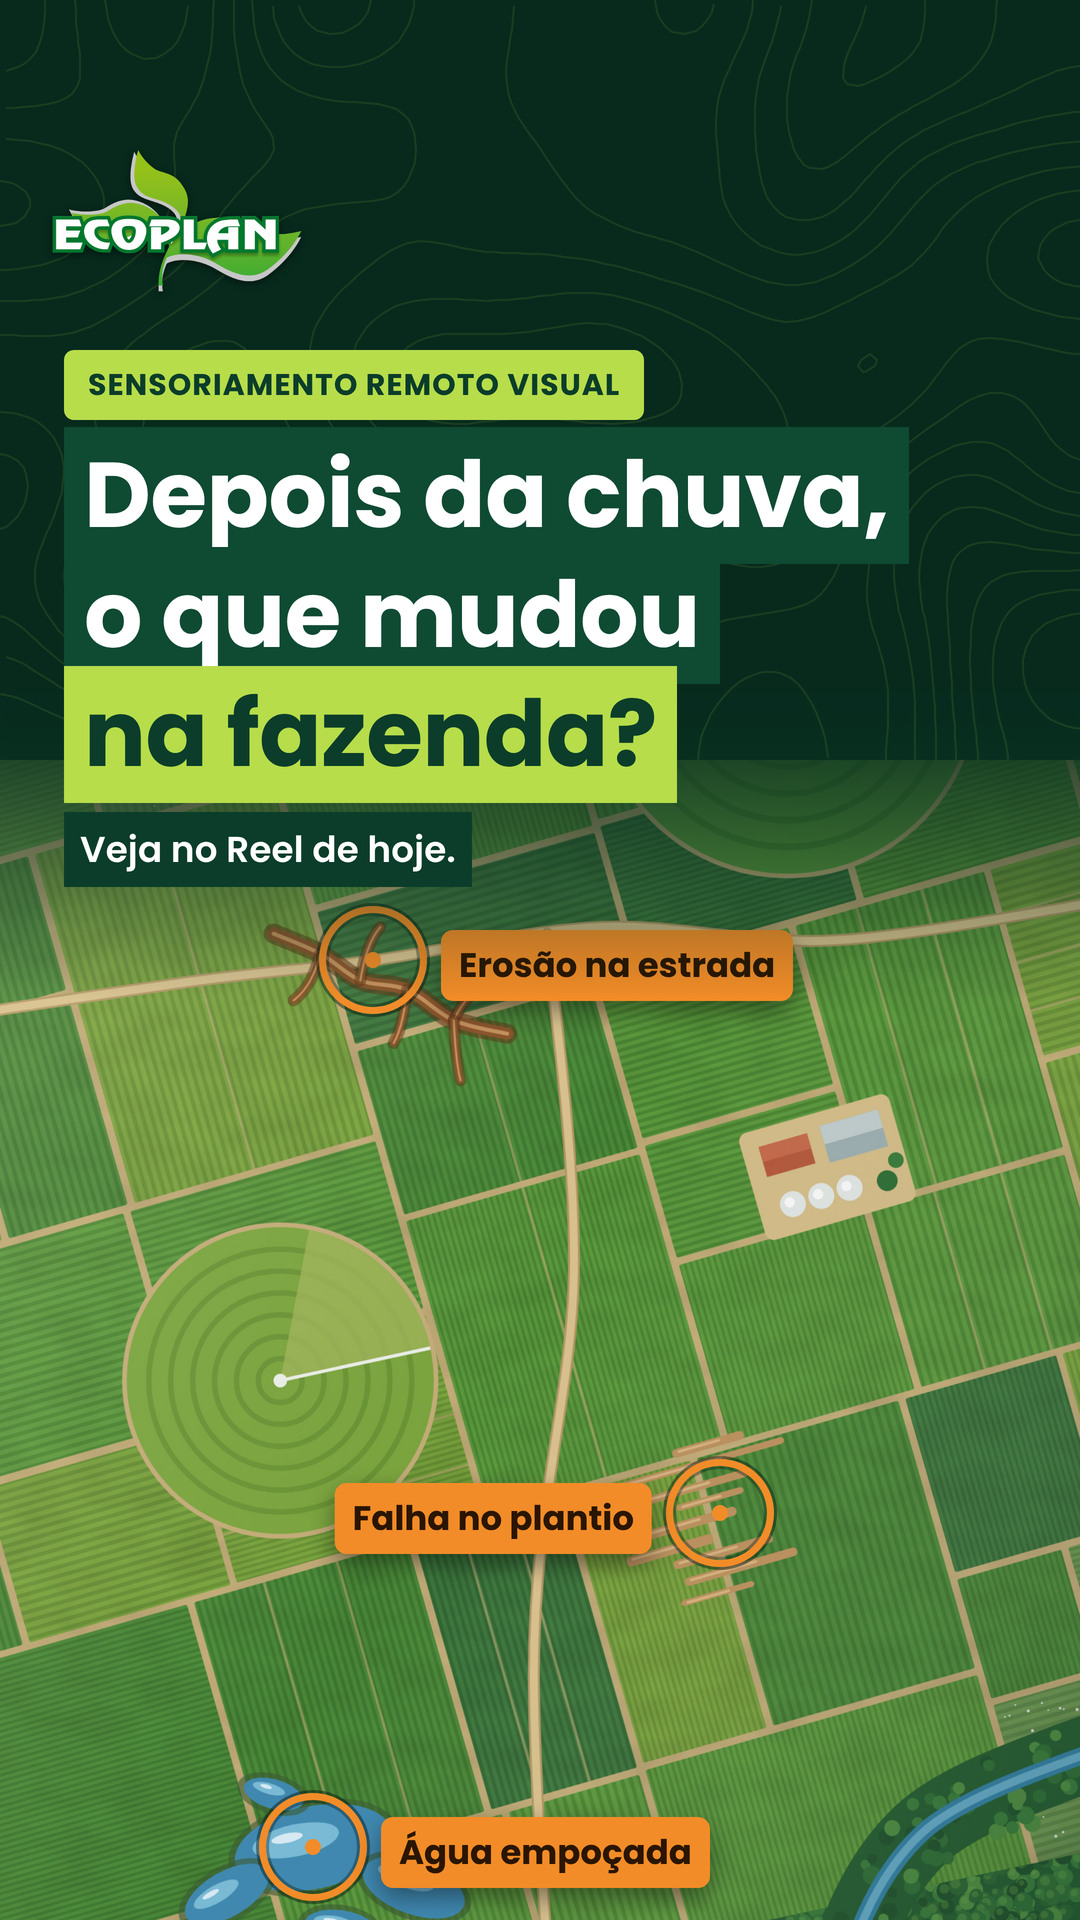 ECOPLAN
SENSORIAMENTO REMOTO VISUAL
Depois da chuva,
o que mudou
na fazenda?
Veja no Reel de hoje.
Erosão na estrada
Falha no plantio
Água empoçada